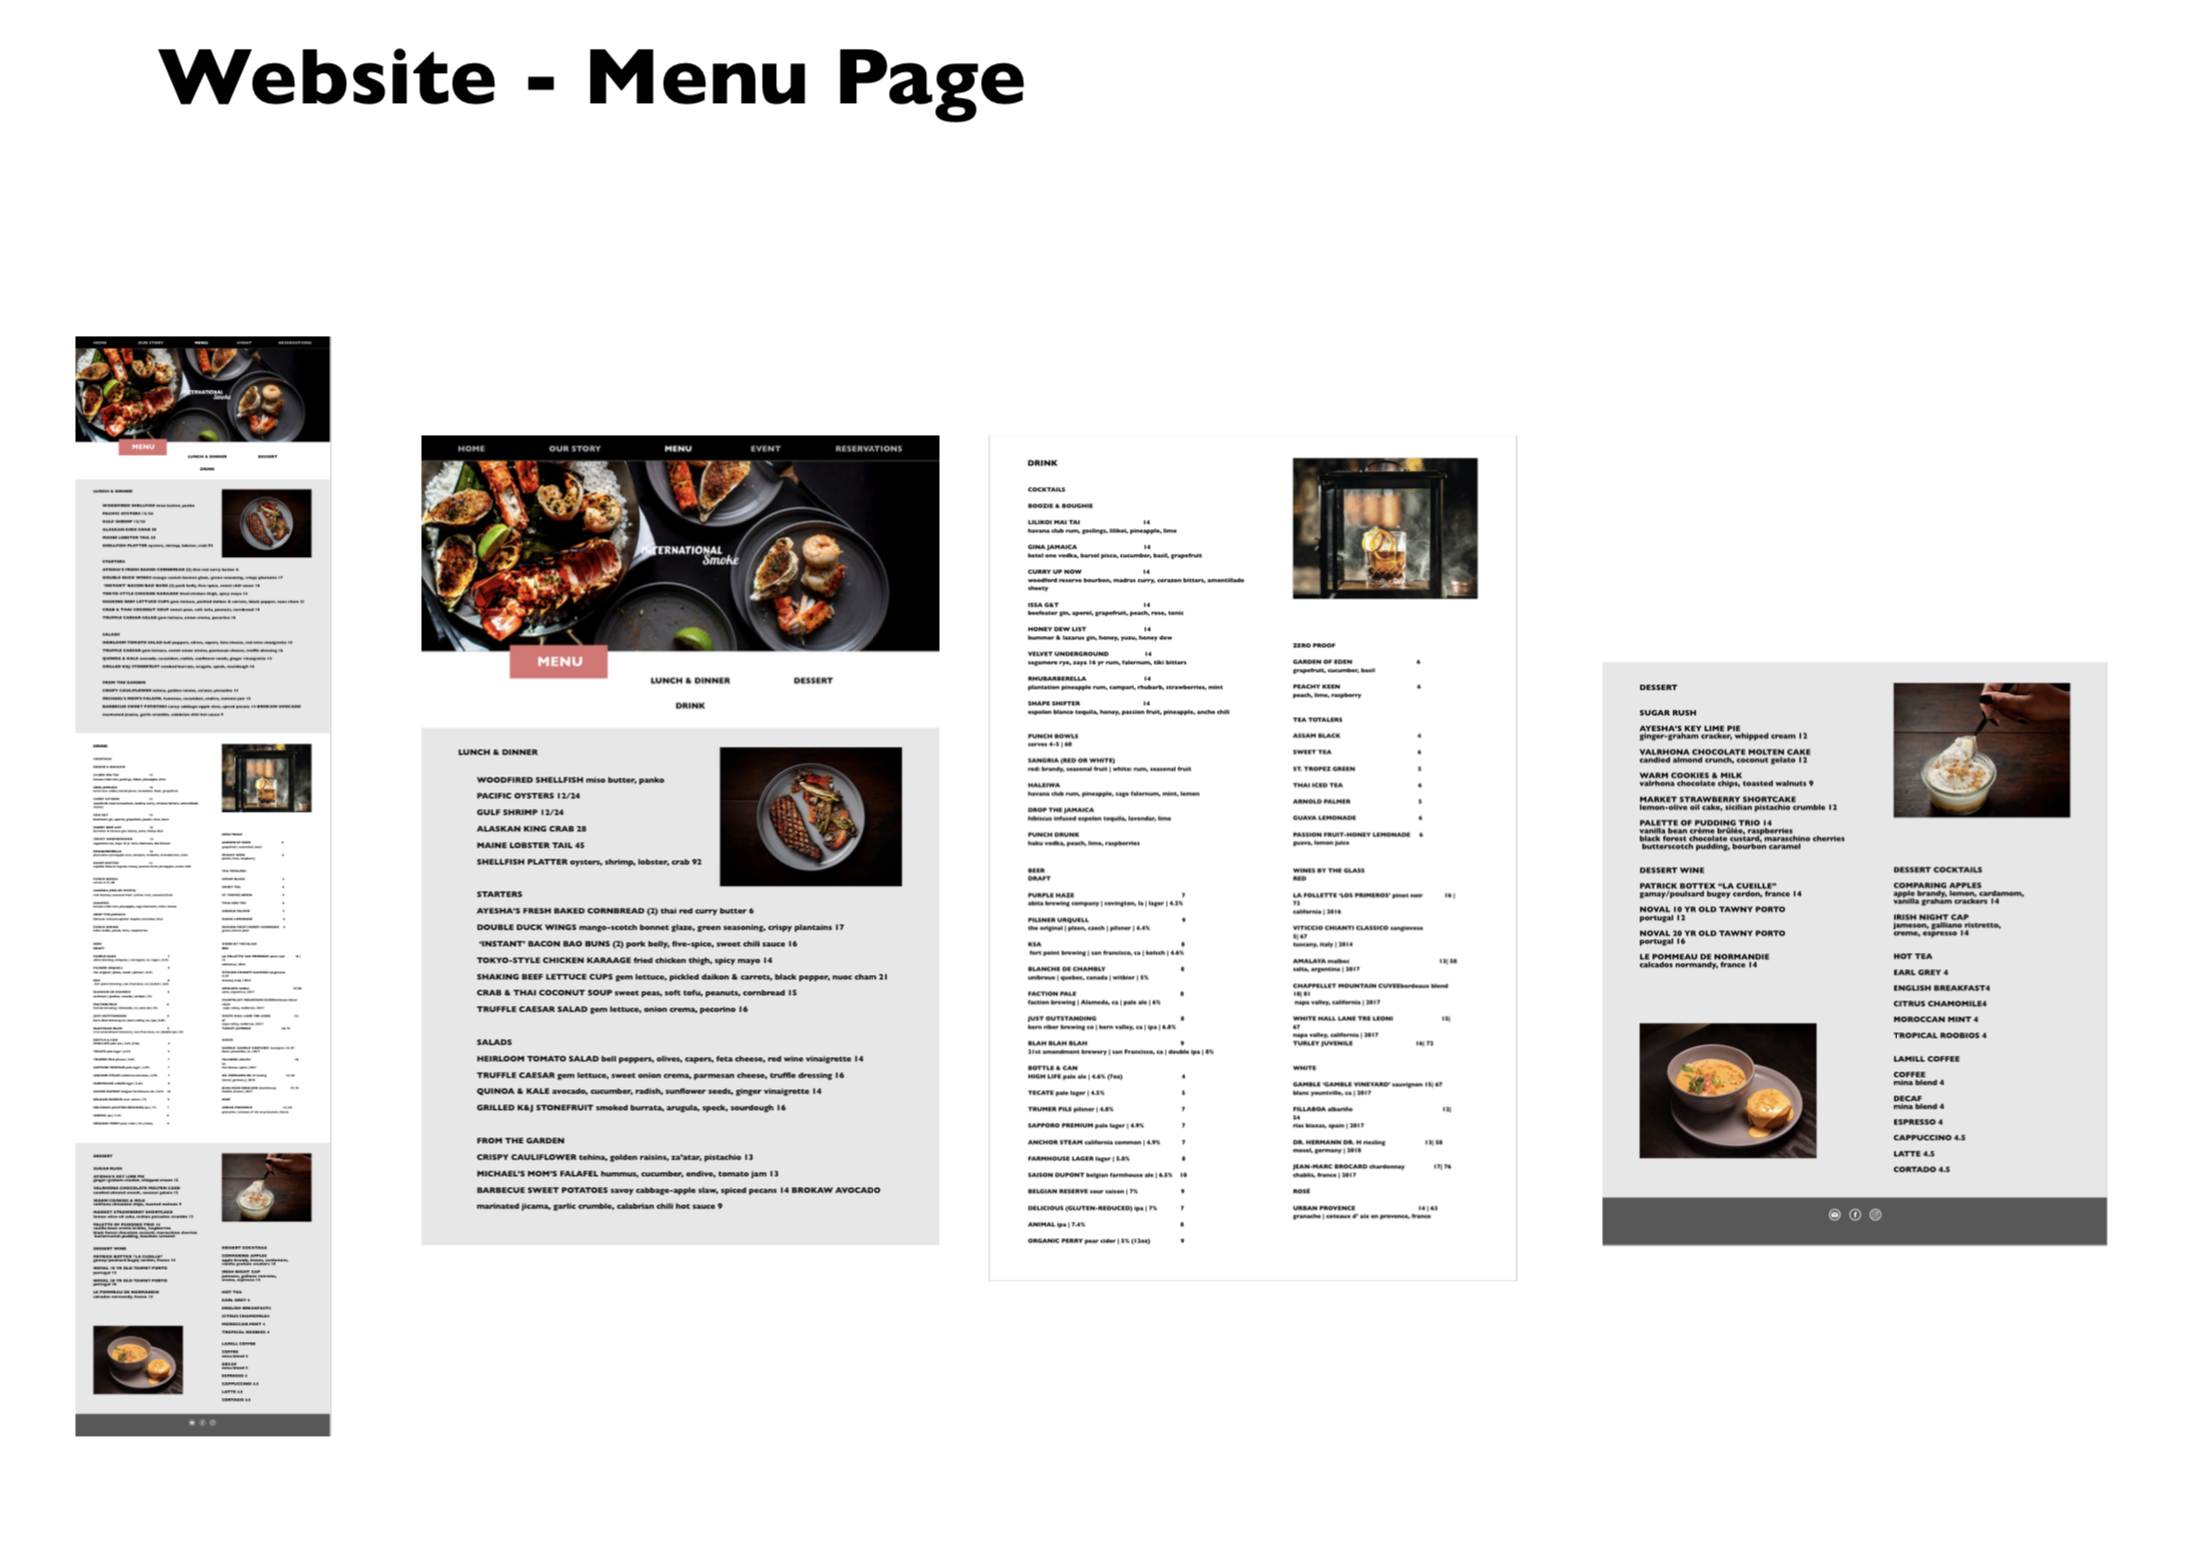 Website - Menu Page
HOME OUR STORY MENU EVENT RESERVATIONS
INTERNATIONAL
Smoke
MENU
LUNCH & DINNER DESSERT
DRINK
LUNCH & DINNER
WOODFIRED SHELLFISH miso butter, panko
PACIFIC OYSTERS 12/24
GULF SHRIMP 12/24
ALASKAN KING CRAB 28
MAINE LOBSTER TAIL 45
SHELLFISH PLATTER oysters, shrimp, lobster, crab 92
STARTERS
AYESHA'S FRESH BAKED CORNBREAD (2) thai red curry butter 6
DOUBLE DUCK WINGS mango-scotch bonnet glaze, green seasoning, crispy plantains 17
'INSTANT' BACON BAO BUNS (2) pork belly, five-spice, sweet chili sauce 16
TOKYO-STYLE CHICKEN KARAAGE fried chicken thigh, spicy mayo 14
SHAKING BEEF LETTUCE CUPS gem lettuce, pickled daikon & carrots, black pepper, nuoc cham 21
CRAB & THAI COCONUT SOUP sweet peas, soft tofu, peanuts, cornbread 15
TRUFFLE CAESAR SALAD gem lettuce, onion crema, pecorino 16
SALADS
HEIRLOOM TOMATO SALAD bell peppers, olives, capers, feta cheese, red wine vinaigrette 14
TRUFFLE CAESAR gem lettuce, sweet onion crema, parmesan cheese, truffle dressing 16
QUINOA & KALE avocado, cucumber, radish, sunflower seeds, ginger vinaigrette 14
GRILLED K&J STONEFRUIT smoked burrata, arugula, speck, sourdough 16
FROM THE GARDEN
CRISPY CAULIFLOWER tehina, golden raisins, za'atar, pistachio 13
MICHAEL'S MOM'S FALAFEL hummus, cucumber, endive, tomato jam 13
BARBECUE SWEET POTATOES savoy cabbage-apple slaw, spiced pecans 14 BROKAW AVOCADO
marinated jicama, garlic crumble, calabrian chili hot sauce 9
DRINK
COCKTAILS
BOOZIE & BOUGHIE
LILIKOI MAI TAI 14
havana club rum, goslings, lilikoi, pineapple, lime
GINA JAMAICA 14
ketel one vodka, barsol pisco, cucumber, basil, grapefruit
CURRY UP NOW 14
woodford reserve bourbon, madras curry, corazon bitters, amontillado
sheety
ISSA G&T 14
beefeater gin, aperol, grapefruit, peach, rose, tonic
HONEY DEW LIST 14
bummer & lazarus gin, honey, yuzu, honey dew
VELVET UNDERGROUND 14
sagamore rye, zaya 16 yr rum, falernum, tiki bitters
RHUBARBERELLA 14
plantation pineapple rum, campari, rhubarb, strawberries, mint
SHAPE SHIFTER 14
espolon blanco tequila, honey, passion fruit, pineapple, ancho chili
PUNCH BOWLS
serves 4-5 | 68
SANGRIA (RED OR WHITE)
red: brandy, seasonal fruit | white: rum, seasonal fruit
HALEIWA
havana club rum, pineapple, sage falernum, mint, lemon
DROP THE JAMAICA
hibiscus infused espolon tequila, lavendar, lime
PUNCH DRUNK
haku vodka, peach, lime, raspberries
BEER
DRAFT
PURPLE HAZE 7
abita brewing company | covington, la | lager | 4.2%
PILSNER URQUELL 9
the original | plzen, czech | pilsner | 4.4%
KSA 8
fort point brewing | san francisco, ca | kolsch | 4.6%
BLANCHE DE CHAMBLY 8
unibroue | quebec, canada | witbier | 5%
FACTION PALE 8
faction brewing | Alameda, ca | pale ale | 6%
JUST OUTSTANDING 8
kern riber brewing co | kern valley, ca | ipa | 6.8%
BLAH BLAH BLAH 9
21st amendment brewery | san Francisco, ca | double ipa | 8%
BOTTLE & CAN
HIGH LIFE pale ale | 4.6% (7oz) 4
TECATE pale lager | 4.5% 5
TRUMER PILS pilsner | 4.8% 7
SAPPORO PREMIUM pale lager | 4.9% 7
ANCHOR STEAM california common | 4.9% 7
FARMHOUSE LAGER lager | 5.8% 8
SAISON DUPONT belgian farmhouse ale | 6.5% 10
BELGIAN RESERVE sour saison | 7% 9
DELICIOUS (GLUTEN-REDUCED) ipa | 7% 7
ANIMAL ipa | 7.4% 8
ORGANIC PERRY pear cider | 5% (12oz) 9
ZERO PROOF
GARDEN OF EDEN 6
grapefruit, cucumber, basil
PEACHY KEEN 6
peach, lime, raspberry
TEA TOTALERS
ASSAM BLACK 4
SWEET TEA 6
ST. TROPEZ GREEN 5
THAI ICED TEA 6
ARNOLD PALMER 5
GUAVA LEMONADE 6
PASSION FRUIT-HONEY LEMONADE 6
guava, lemon juice
WINES BY THE GLASS
RED
LA FOLLETTE 'LOS PRIMEROS' pinot noir 16 |
72
california | 2016
VITICCIO CHIANTI CLASSICO sangiovese
5| 67
tuscany, italy | 2014
AMALAYA malbec 13| 58
salta, argentina | 2017
CHAPPELLET MOUNTAIN CUVEEbordeaux blend
18| 81
napa valley, california | 2017
WHITE HALL LANE TRE LEONI 15|
67
napa valley, california | 2017
TURLEY JUVENILE 16| 72
WHITE
GAMBLE 'GAMBLE VINEYARD' sauvignon 15| 67
blanc yountville, ca | 2017
FILLABOA albariño 12|
54
rias biaxas, spain | 2017
DR. HERMANN DR. H riesling 13| 58
mosel, germany | 2018
JEAN-MARC BROCARD chardonnay 17| 76
chablis, france | 2017
ROSÉ
URBAN PROVENCE 14 | 63
granache | coteaux d' aix en provence, france
DESSERT
SUGAR RUSH
AYESHA'S KEY LIME PIE
ginger-graham cracker, whipped cream 12
VALRHONA CHOCOLATE MOLTEN CAKE
candied almond crunch, coconut gelato 12
WARM COOKIES & MILK
valrhona chocolate chips, toasted walnuts 9
MARKET STRAWBERRY SHORTCAKE
lemon-olive oil cake, sicilian pistachio crumble 12
PALETTE OF PUDDING TRIO 14
vanilla bean crème brûlée, raspberries
black forest chocolate custard, maraschino cherries
butterscotch pudding, bourbon caramel
DESSERT WINE
PATRICK BOTTEX "LA CUEILLE"
gamay/poulsard bugey cerdon, france 14
NOVAL 10 YR OLD TAWNY PORTO
portugal 12
NOVAL 20 YR OLD TAWNY PORTO
portugal 16
LE POMMEAU DE NORMANDIE
calcados normandy, france 14
DESSERT COCKTAILS
COMPARING APPLES
apple brandy, lemon, cardamom,
vanilla graham crackers 14
IRISH NIGHT CAP
jameson, galliano ristretto,
creme, espresso 14
HOT TEA
EARL GREY 4
ENGLISH BREAKFAST4
CITRUS CHAMOMILE4
MOROCCAN MINT 4
TROPICAL ROOBIOS 4
LAMILL COFFEE
COFFEE
mina blend 4
DECAF
mina blend 4
ESPRESSO 4
CAPPUCCINO 4.5
LATTE 4.5
CORTADO 4.5